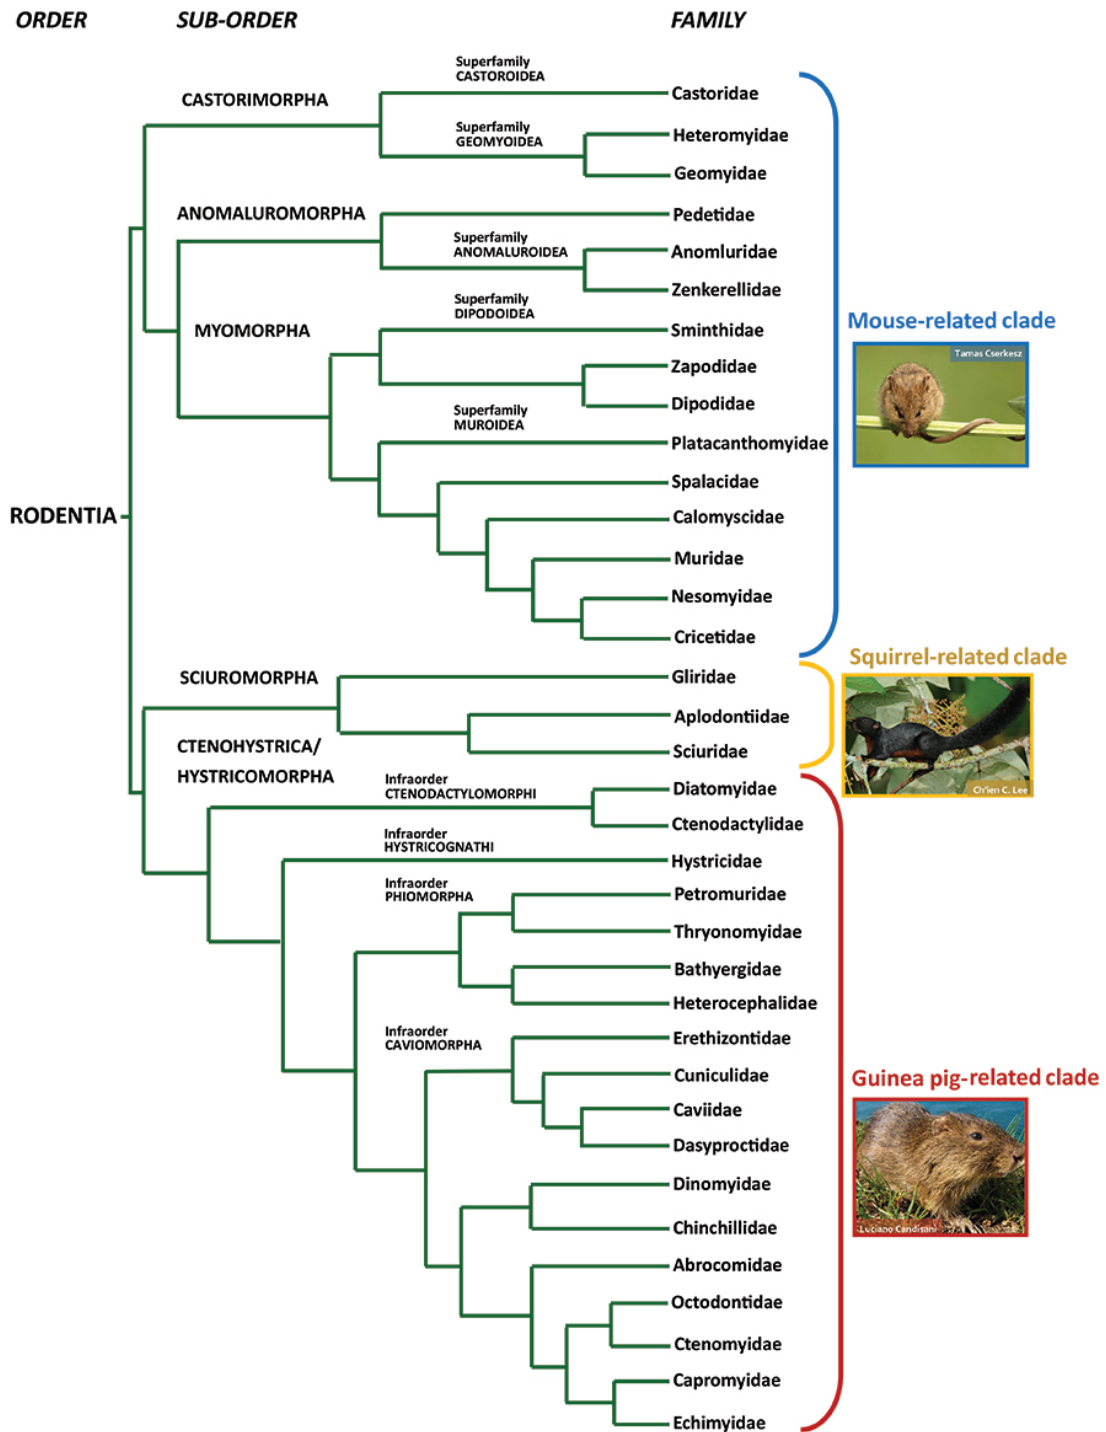 ORDER
SUB-ORDER
FAMILY
Superfamily
CASTOROIDEA
CASTORIMORPHA
Castoridae
Superfamily
GEOMYOIDEA
Heteromyidae
Geomyidae
ANOMALUROMORPHA
Pedetidae
Superfamily
ANOMALUROIDEA
Anomluridae
Zenkerellidae
Superfamily
DIPODOIDEA
MYOMORPHA
Sminthidae
Zapodidae
Dipodidae
Superfamily
MUROIDEA
Platacanthomyidae
Spalacidae
Calomyscidae
Muridae
Nesomyidae
Cricetidae
Mouse-related clade
Tamas Cserkesz
RODENTIA
SCIUROMORPHA
Gliridae
Aplodontiidae
Sciuridae
Squirrel-related clade
Ch'ien C. Lee
CTENOHYSTRICA/
HYSTRICOMORPHA
Infraorder
CTENODACTYLOMORPHI
Diatomyidae
Ctenodactylidae
Infraorder
HYSTRICOGNATHI
Hystricidae
Infraorder
PHIOMORPHA
Petromuridae
Thryonomyidae
Bathyergidae
Heterocephalidae
Infraorder
CAVIOMORPHA
Erethizontidae
Cuniculidae
Caviidae
Dasyproctidae
Dinomyidae
Chinchillidae
Abrocomidae
Octodontidae
Ctenomyidae
Capromyidae
Echimyidae
Guinea pig-related clade
Luciano Candisani